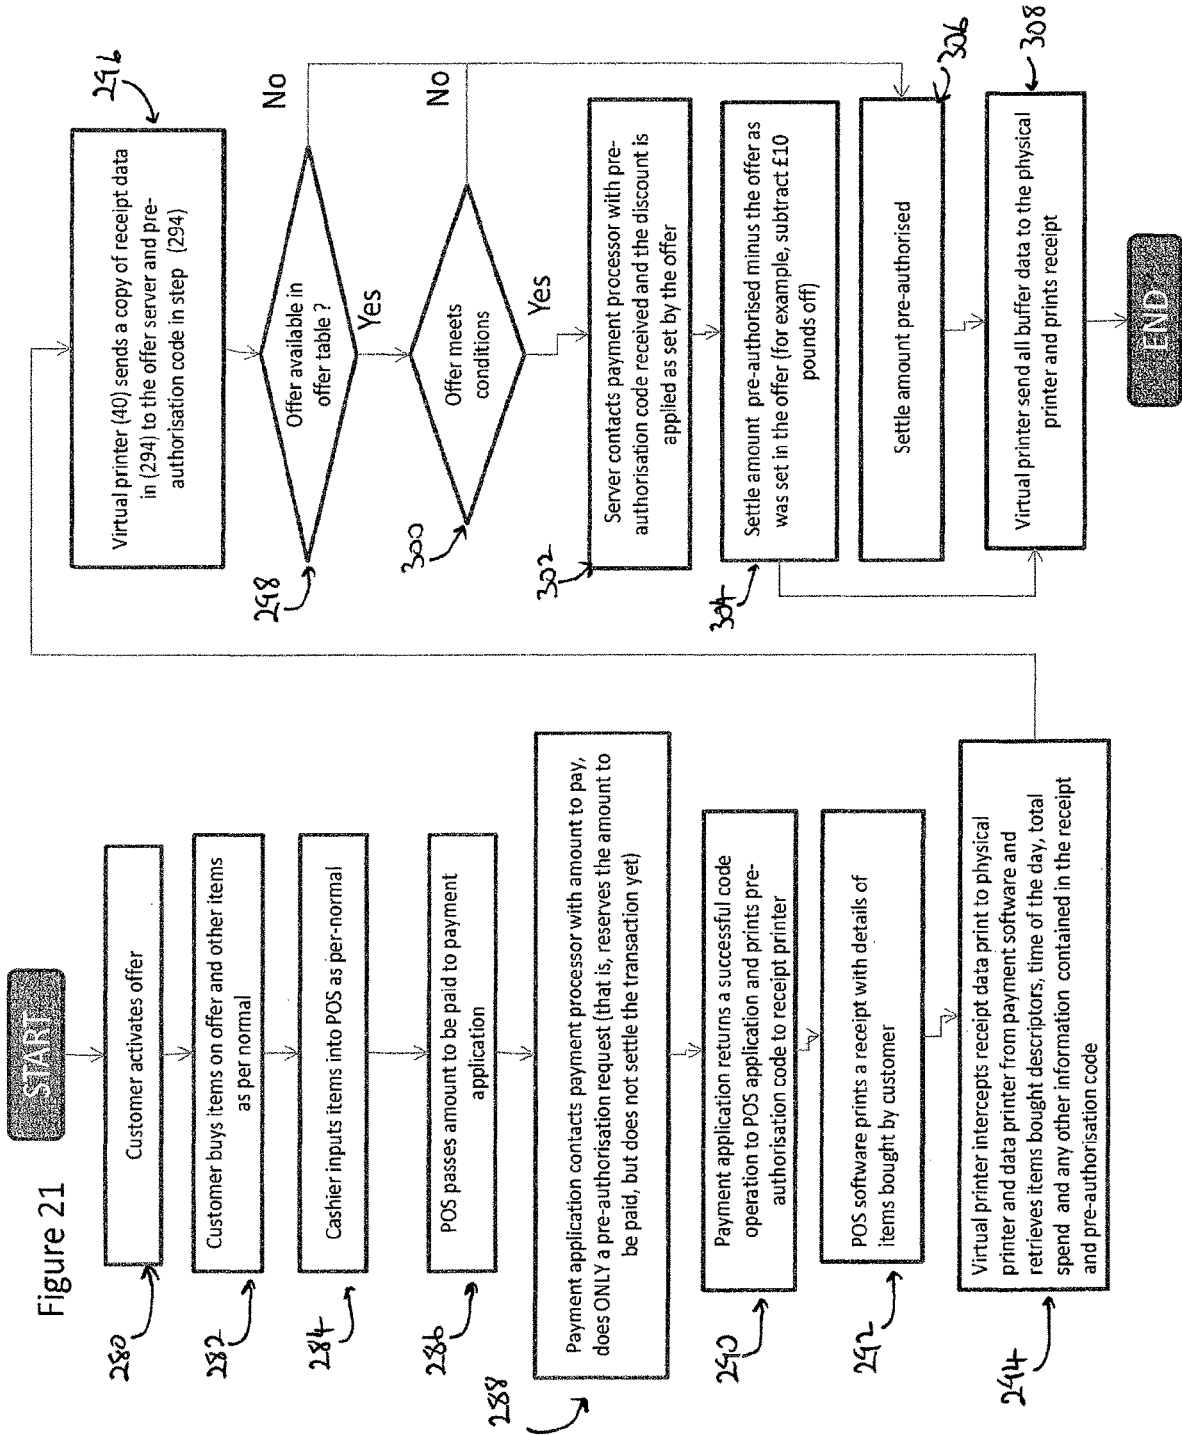 Figure 21
START
280
Customer activates offer
282
Customer buys items on offer and other items
as per normal
284
Cashier inputs items into POS as per-normal
286
POS passes amount to be paid to payment
application
288
Payment application contacts payment processor with amount to pay,
does ONLY a pre-authorisation request (that is, reserves the amount to
be paid, but does not settle the transaction yet)
290
Payment application returns a successful code
operation to POS application and prints pre-
authorisation code to receipt printer
292
POS software prints a receipt with details of
items bought by customer
294
Virtual printer intercepts receipt data print to physical
printer and data printer from payment software and
retrieves items bought descriptors, time of the day, total
spend and any other information contained in the receipt
and pre-authorisation code
296
Virtual printer (40) sends a copy of receipt data
in (294) to the offer server and pre-
authorisation code in step (294)
298
Offer available in
offer table ?
No
Yes
300
Offer meets
conditions
No
Yes
302
Server contacts payment processor with pre-
authorisation code received and the discount is
applied as set by the offer
304
Settle amount pre-authorised minus the offer as
was set in the offer (for example, subtract £10
pounds off)
306
Settle amount pre-authorised
308
Virtual printer send all buffer data to the physical
printer and prints receipt
END